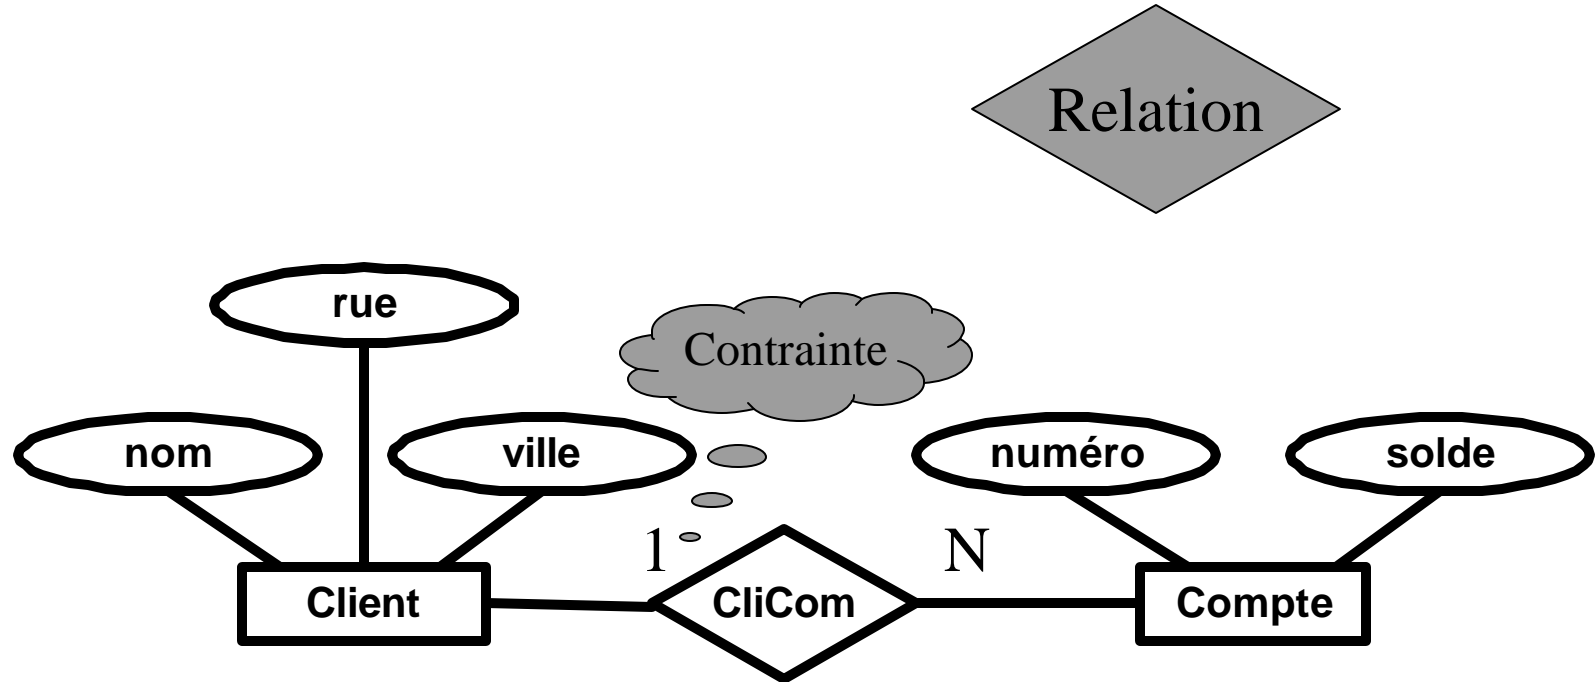 Relation
rue
Contrainte
nom
ville
numéro
solde
1
N
Client
CliCom
Compte